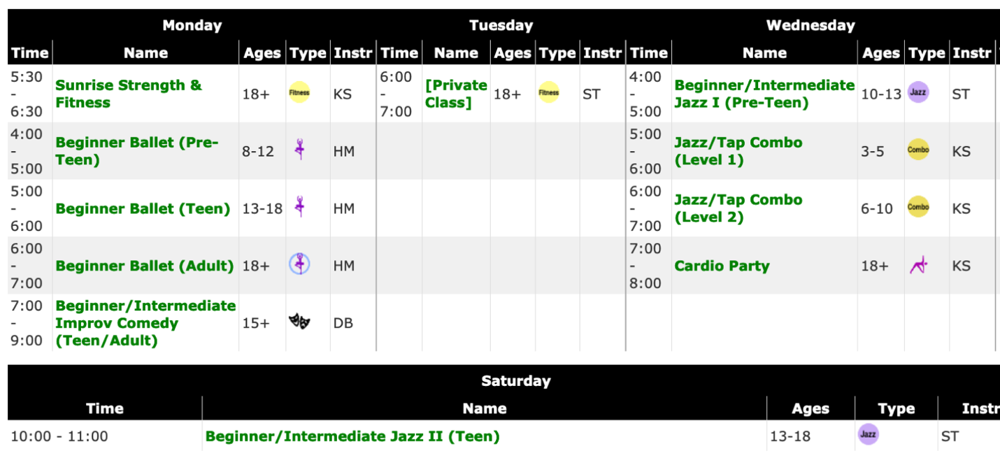 Monday Tuesday Wednesday
Time Name Ages Type Instr Time Name Ages Type Instr Time Name Ages Type Instr
5:30 - 6:30 Sunrise Strength & Fitness 18+ Fitness KS 6:00 - 7:00 [Private Class] 18+ Fitness ST 4:00 - 5:00 Beginner/Intermediate Jazz I (Pre-Teen) 10-13 Jazz ST
4:00 - 5:00 Beginner Ballet (Pre-Teen) 8-12 HM 5:00 - 6:00 Jazz/Tap Combo (Level 1) 3-5 Combo KS
5:00 - 6:00 Beginner Ballet (Teen) 13-18 HM 6:00 - 7:00 Jazz/Tap Combo (Level 2) 6-10 Combo KS
6:00 - 7:00 Beginner Ballet (Adult) 18+ HM 7:00 - 8:00 Cardio Party 18+ KS
7:00 - 9:00 Beginner/Intermediate Improv Comedy (Teen/Adult) 15+ DB
Saturday
Time Name Ages Type Instr
10:00 - 11:00 Beginner/Intermediate Jazz II (Teen) 13-18 Jazz ST